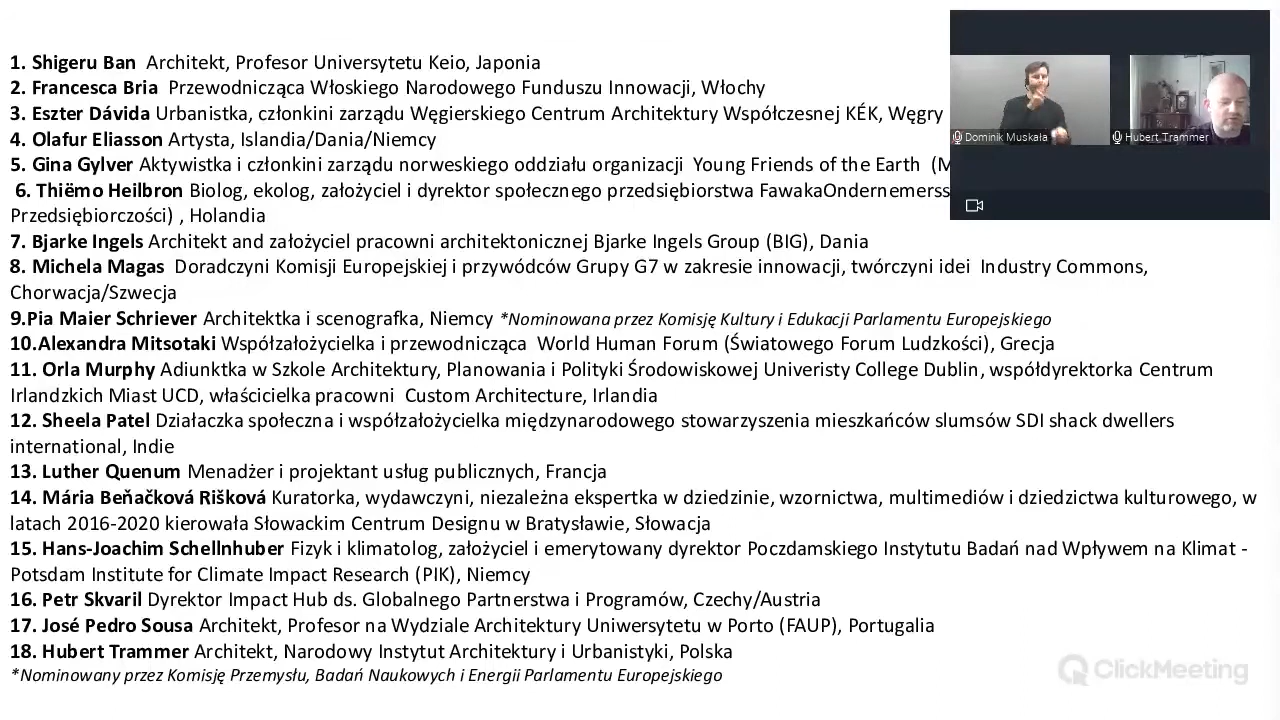 1. Shigeru Ban  Architekt, Profesor Universytetu Keio, Japonia
2. Francesca Bria  Przewodnicząca Włoskiego Narodowego Funduszu Innowacji, Włochy
3. Eszter Dávida Urbanistka, członkini zarządu Węgierskiego Centrum Architektury Współczesnej KÉK, Węgry
4. Olafur Eliasson Artysta, Islandia/Dania/Niemcy
5. Gina Gylver Aktywistka i członkini zarządu norweskiego oddziału organizacji  Young Friends of the Earth
6. Thiëmo Heilbron Biolog, ekolog, założyciel i dyrektor społecznego przedsiębiorstwa FawakaOndernemerss
Przedsiębiorczości) , Holandia
7. Bjarke Ingels Architekt and założyciel pracowni architektonicznej Bjarke Ingels Group (BIG), Dania
8. Michela Magas  Doradczyni Komisji Europejskiej i przywódców Grupy G7 w zakresie innowacji, twórczyni idei  Industry Commons,
Chorwacja/Szwecja
9.Pia Maier Schriever Architektka i scenografka, Niemcy *Nominowana przez Komisję Kultury i Edukacji Parlamentu Europejskiego
10.Alexandra Mitsotaki Współzałożycielka i przewodnicząca  World Human Forum (Światowego Forum Ludzkości), Grecja
11. Orla Murphy Adiunktka w Szkole Architektury, Planowania i Polityki Środowiskowej Univeristy College Dublin, współdyrektorka Centrum
Irlandzkich Miast UCD, właścicielka pracowni  Custom Architecture, Irlandia
12. Sheela Patel Działaczka społeczna i współzałożycielka międzynarodowego stowarzyszenia mieszkańców slumsów SDI shack dwellers
international, Indie
13. Luther Quenum Menadżer i projektant usług publicznych, Francja
14. Mária Beňačková Rišková Kuratorka, wydawczyni, niezależna ekspertka w dziedzinie, wzornictwa, multimediów i dziedzictwa kulturowego, w
latach 2016-2020 kierowała Słowackim Centrum Designu w Bratysławie, Słowacja
15. Hans-Joachim Schellnhuber Fizyk i klimatolog, założyciel i emerytowany dyrektor Poczdamskiego Instytutu Badań nad Wpływem na Klimat -
Potsdam Institute for Climate Impact Research (PIK), Niemcy
16. Petr Skvaril Dyrektor Impact Hub ds. Globalnego Partnerstwa i Programów, Czechy/Austria
17. José Pedro Sousa Architekt, Profesor na Wydziale Architektury Uniwersytetu w Porto (FAUP), Portugalia
18. Hubert Trammer Architekt, Narodowy Instytut Architektury i Urbanistyki, Polska
*Nominowany przez Komisję Przemysłu, Badań Naukowych i Energii Parlamentu Europejskiego
Dominik Muskała
Hubert Trammer
ClickMeeting